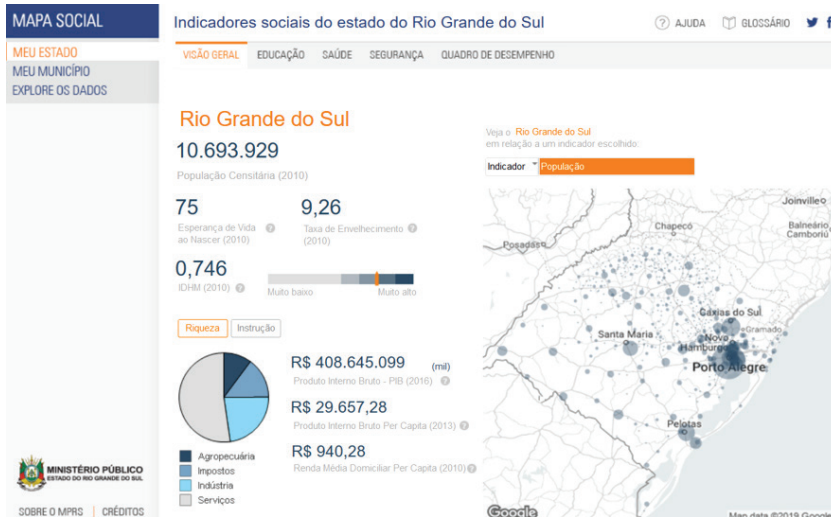 MAPA SOCIAL
Indicadores sociais do estado do Rio Grande do Sul
? AJUDA
GLOSSÁRIO
MEU ESTADO
MEU MUNICÍPIO
EXPLORE OS DADOS
VISÃO GERAL EDUCAÇÃO SAÚDE SEGURANÇA QUADRO DE DESEMPENHO
Rio Grande do Sul
10.693.929
População Censitária (2010)
75
Esperança de Vida
ao Nascer (2010) ?
9,26
Taxa de Envelhecimento ?
(2010)
0,746
IDHM (2010) ?
Muito baixo Muito alto
Riqueza Instrução
R$ 408.645.099 (mil)
Produto Interno Bruto - PIB (2016) ?
R$ 29.657,28
Produto Interno Bruto Per Capita (2013) ?
R$ 940,28
Renda Média Domiciliar Per Capita (2010) ?
Agropecuária
Impostos
Indústria
Serviços
Veja o Rio Grande do Sul
em relação a um indicador escolhido:
Indicador População
Joinville
Chapecó
Balneário
Camboriú
Posadas
Caxias do Sul
Gramado
Santa Maria
Novo
Hamburgo
Porto Alegre
Pelotas
Google
Map data ©2019 Google
MINISTÉRIO PÚBLICO
ESTADO DO RIO GRANDE DO SUL
SOBRE O MPRS | CRÉDITOS